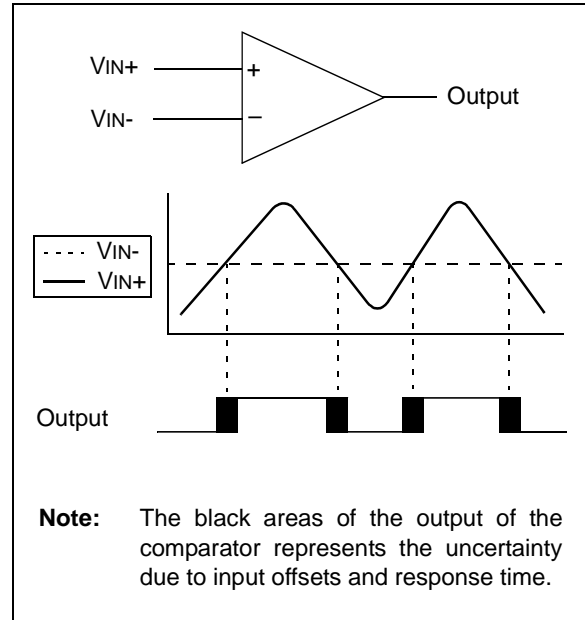 VIN+
+
Output
VIN-
–
VIN-
VIN+
Output
Note: The black areas of the output of the
comparator represents the uncertainty
due to input offsets and response time.